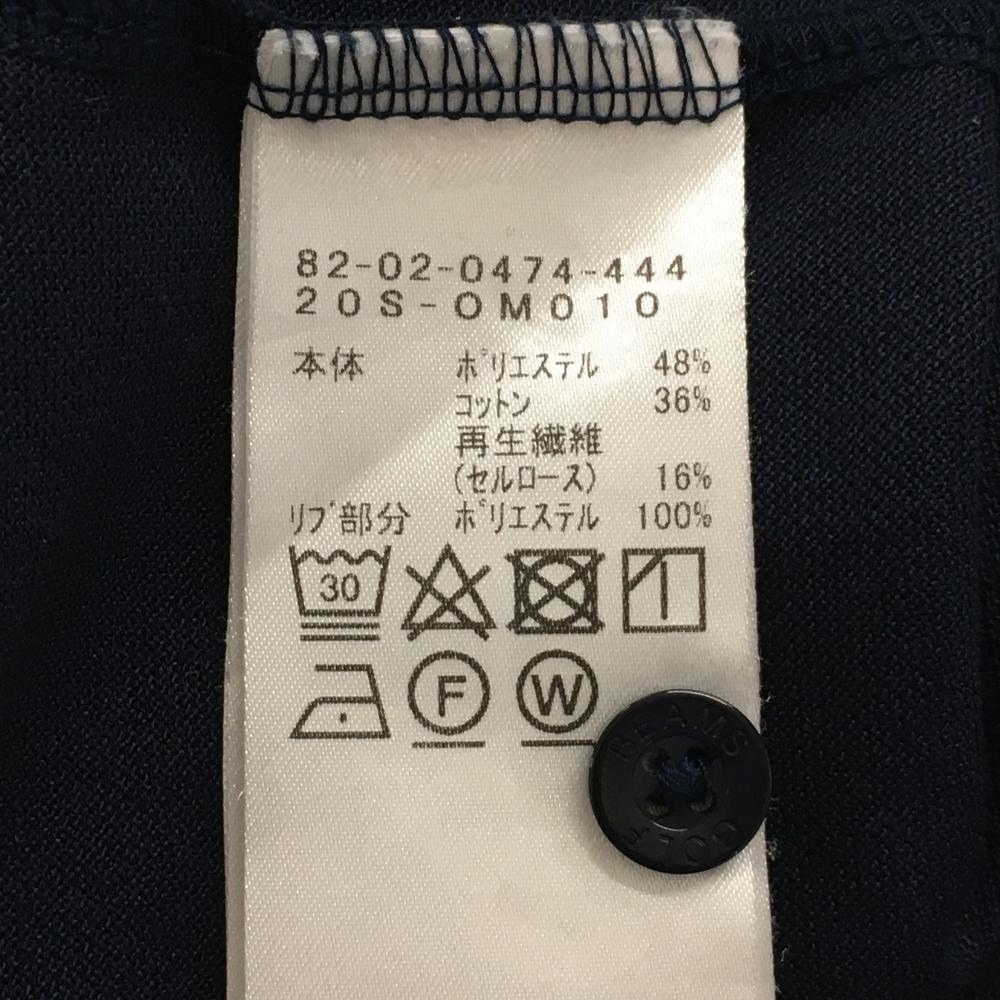 82-02-0474-444
20S-OM010
本体 ポリエステル 48%
コットン 36%
再生繊維
(セルロース) 16%
リブ部分 ポリエステル 100%
30
F W
BEAMS
GOLF